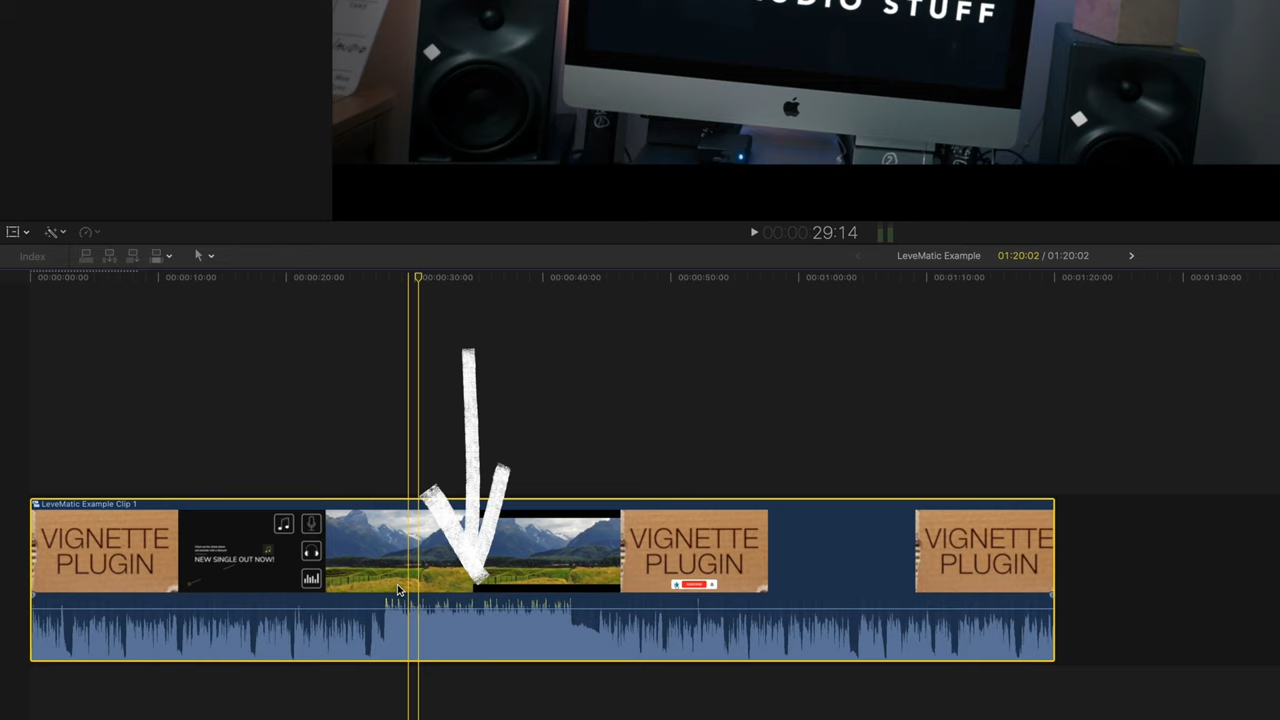 UDIO STUFF
00:00:29:14
Index
LeveMatic Example
01:20:02 / 01:20:02
00:00:00:00
00:00:10:00
00:00:20:00
00:00:30:00
00:00:40:00
00:00:50:00
00:01:00:00
00:01:10:00
00:01:20:00
00:01:30:00
LeveMatic Example Clip 1
VIGNETTE
PLUGIN
NEW SINGLE OUT NOW!
VIGNETTE
PLUGIN
VIGNETTE
PLUGIN